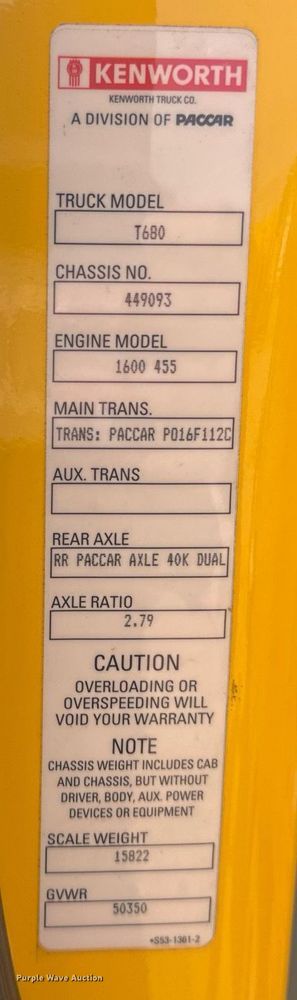 KENWORTH
KENWORTH TRUCK CO.
A DIVISION OF PACCAR
TRUCK MODEL
T680
CHASSIS NO.
449093
ENGINE MODEL
1600 455
MAIN TRANS.
TRANS: PACCAR PO16F112C
AUX. TRANS
REAR AXLE
RR PACCAR AXLE 40K DUAL
AXLE RATIO
2.79
CAUTION
OVERLOADING OR
OVERSPEEDING WILL
VOID YOUR WARRANTY
NOTE
CHASSIS WEIGHT INCLUDES CAB
AND CHASSIS, BUT WITHOUT
DRIVER, BODY, AUX. POWER
DEVICES OR EQUIPMENT
SCALE WEIGHT
15822
GVWR
50350
•S53-1361-2
Purple Wave Auction